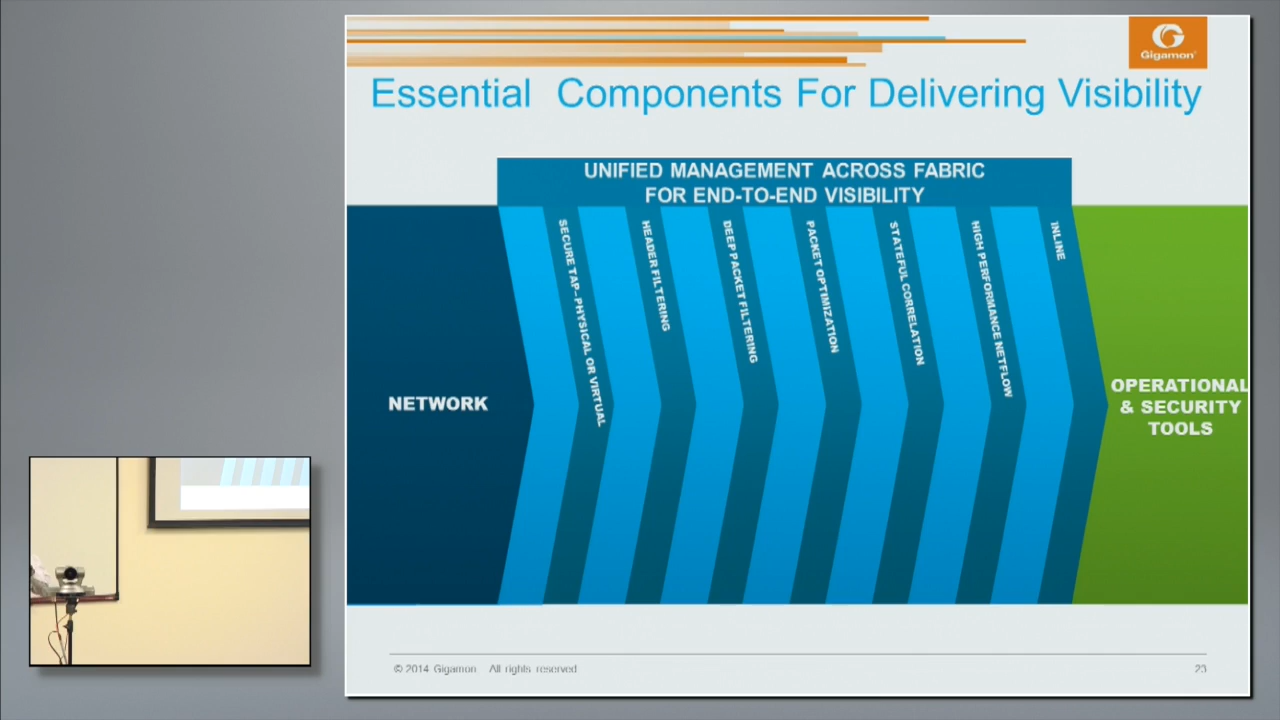 Gigamon®
Essential Components For Delivering Visibility
UNIFIED MANAGEMENT ACROSS FABRIC
FOR END-TO-END VISIBILITY
NETWORK
SECURE TAP–PHYSICAL OR VIRTUAL
HEADER FILTERING
DEEP PACKET FILTERING
PACKET OPTIMIZATION
STATEFUL CORRELATION
HIGH PERFORMANCE NETFLOW
INLINE
OPERATIONAL
& SECURITY
TOOLS
© 2014 Gigamon. All rights reserved
23